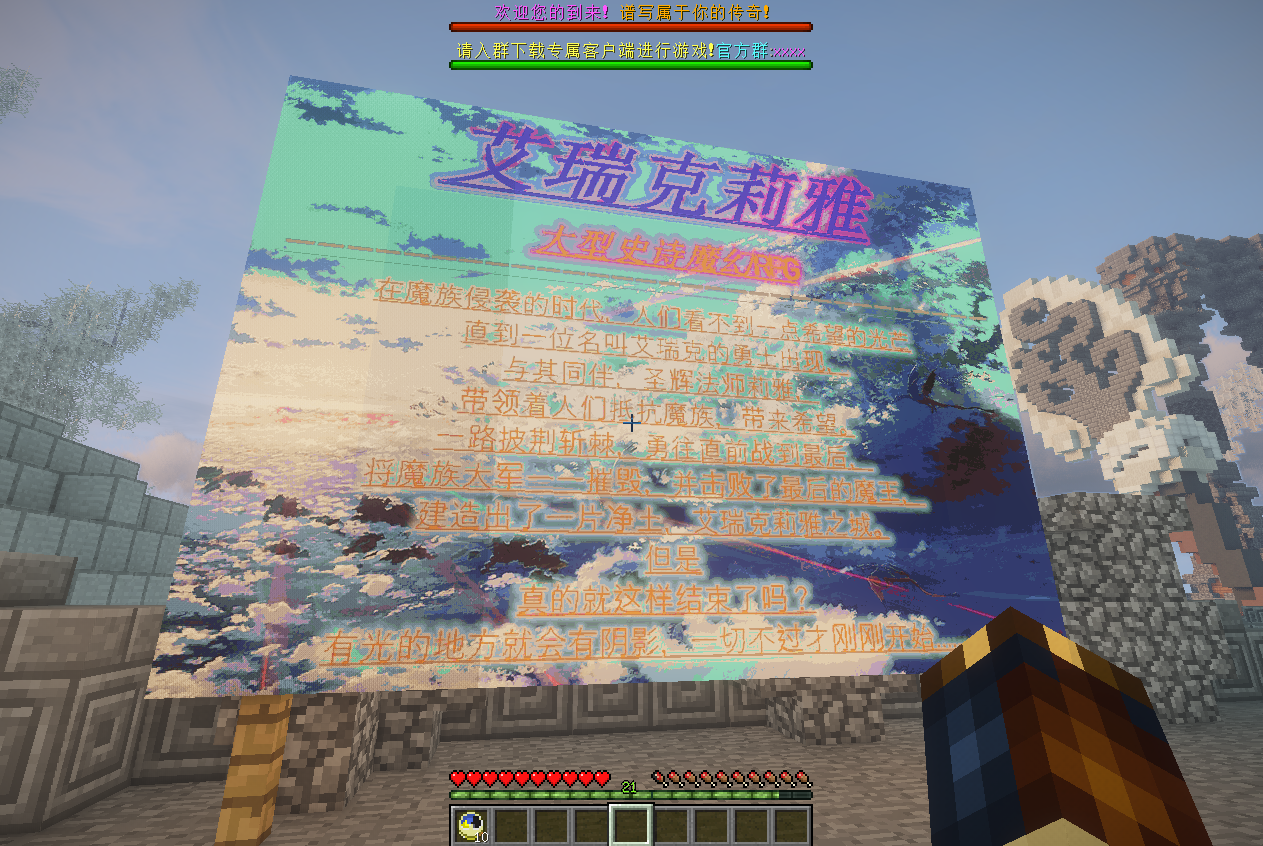 欢迎您的到来! 谱写属于你的传奇!
请入群下载专属客户端进行游戏!官方群:xxxx
艾瑞克莉雅
大型史诗魔幻RPG
在魔族侵袭的时代，人们看不到一点希望的光芒
直到一位名叫艾瑞克的勇士出现，
与其同伴、圣辉法师莉雅，
带领着人们抵抗魔族，带来希望。
一路披荆斩棘，勇往直前战到最后，
将魔族大军一一摧毁，并击败了最后的魔王，
建造出了一片净土，艾瑞克莉雅之城。
但是
真的就这样结束了吗？
有光的地方就会有阴影，一切不过才刚刚开始...
21
10